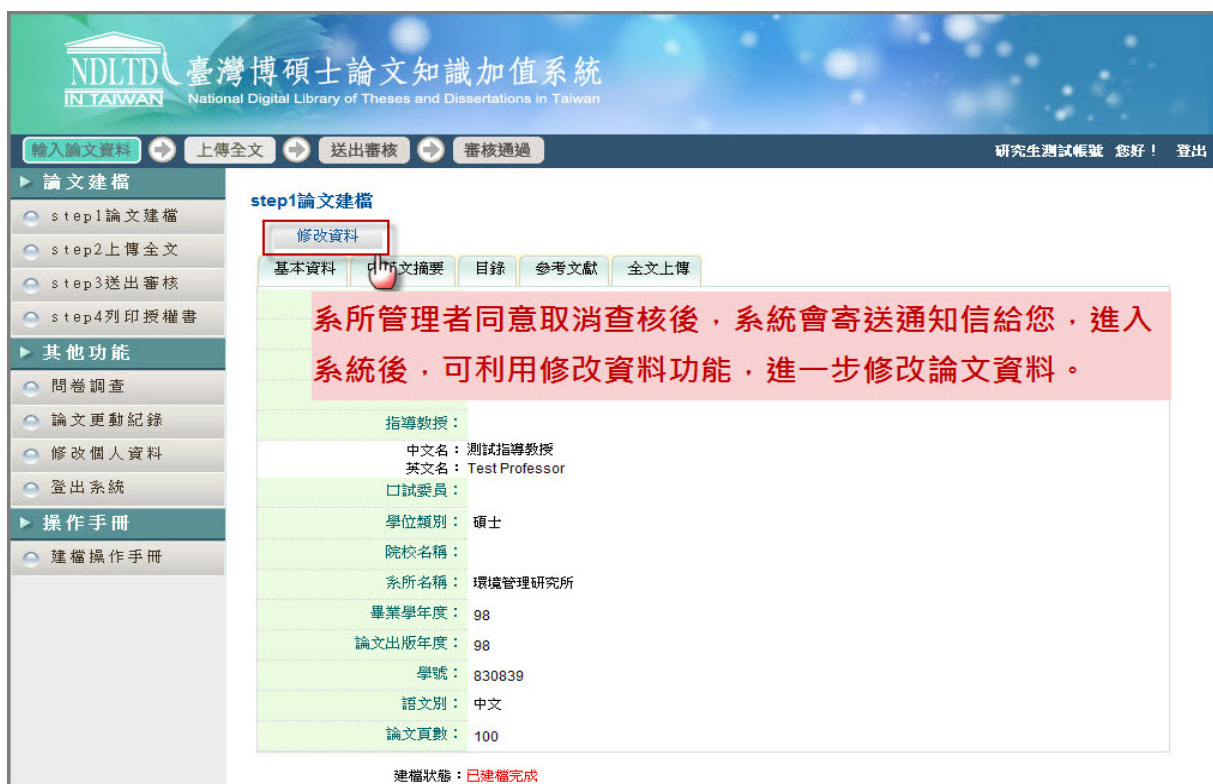 NDLTD 臺灣博碩士論文知識加值系統
IN TAIWAN National Digital Library of Theses and Dissertations in Taiwan
輸入論文資料 上傳全文 送出審核 審核通過 研究生測試帳號 您好! 登出
論文建檔
step1論文建檔
step2上傳全文
step3送出審核
step4列印授權書
其他功能
問卷調查
論文更動紀錄
修改個人資料
登出系統
操作手冊
建檔操作手冊
step1論文建檔
修改資料
基本資料 文摘要 目錄 參考文獻 全文上傳
系所管理者同意取消查核後,系統會寄送通知信給您,進入
系統後,可利用修改資料功能,進一步修改論文資料。
指導教授:
中文名:測試指導教授
英文名:Test Professor
口試委員:
學位類別: 碩士
院校名稱:
系所名稱: 環境管理研究所
畢業學年度: 98
論文出版年度: 98
學號: 830839
語文別: 中文
論文頁數: 100
建檔狀態:已建檔完成